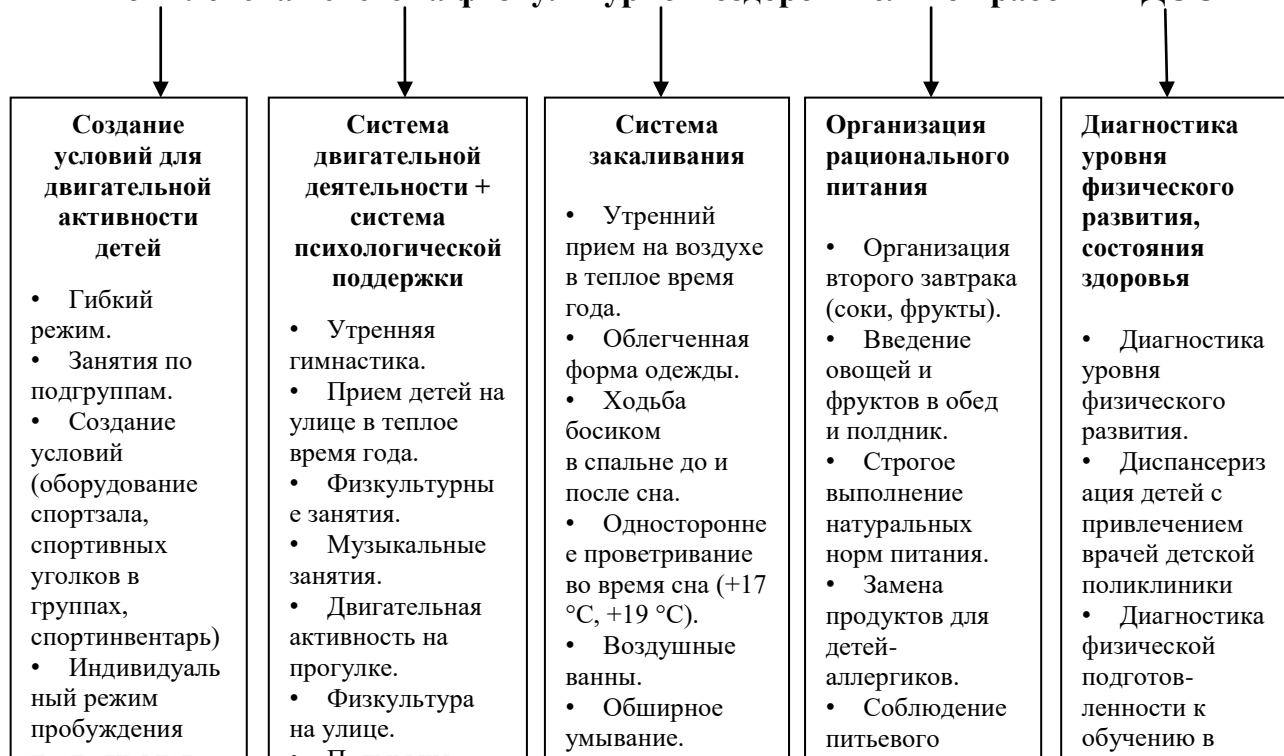 Создание
условий для
двигательной
активности
детей
• Гибкий
режим.
• Занятия по
подгруппам.
• Создание
условий
(оборудование
спортзала,
спортивных
уголков в
группах,
спортинвентарь)
• Индивидуаль
ный режим
пробуждения
Система
двигательной
деятельности +
система
психологической
поддержки
• Утренняя
гимнастика.
• Прием детей на
улице в теплое
время года.
• Физкультурны
е занятия.
• Музыкальные
занятия.
• Двигательная
активность на
прогулке.
• Физкультура
на улице.
Система
закаливания
• Утренний
прием на воздухе
в теплое время
года.
• Облегченная
форма одежды.
• Ходьба
босиком
в спальне до и
после сна.
• Односторонне
е проветривание
во время сна (+17
°С, +19 °С).
• Воздушные
ванны.
• Обширное
умывание.
Организация
рационального
питания
• Организация
второго завтрака
(соки, фрукты).
• Введение
овощей и
фруктов в обед
и полдник.
• Строгое
выполнение
натуральных
норм питания.
• Замена
продуктов для
детей-
аллергиков.
• Соблюдение
питьевого
Диагностика
уровня
физического
развития,
состояния
здоровья
• Диагностика
уровня
физического
развития.
• Диспансериз
ация детей с
привлечением
врачей детской
поликлиники
• Диагностика
физической
подготов-
ленности к
обучению в